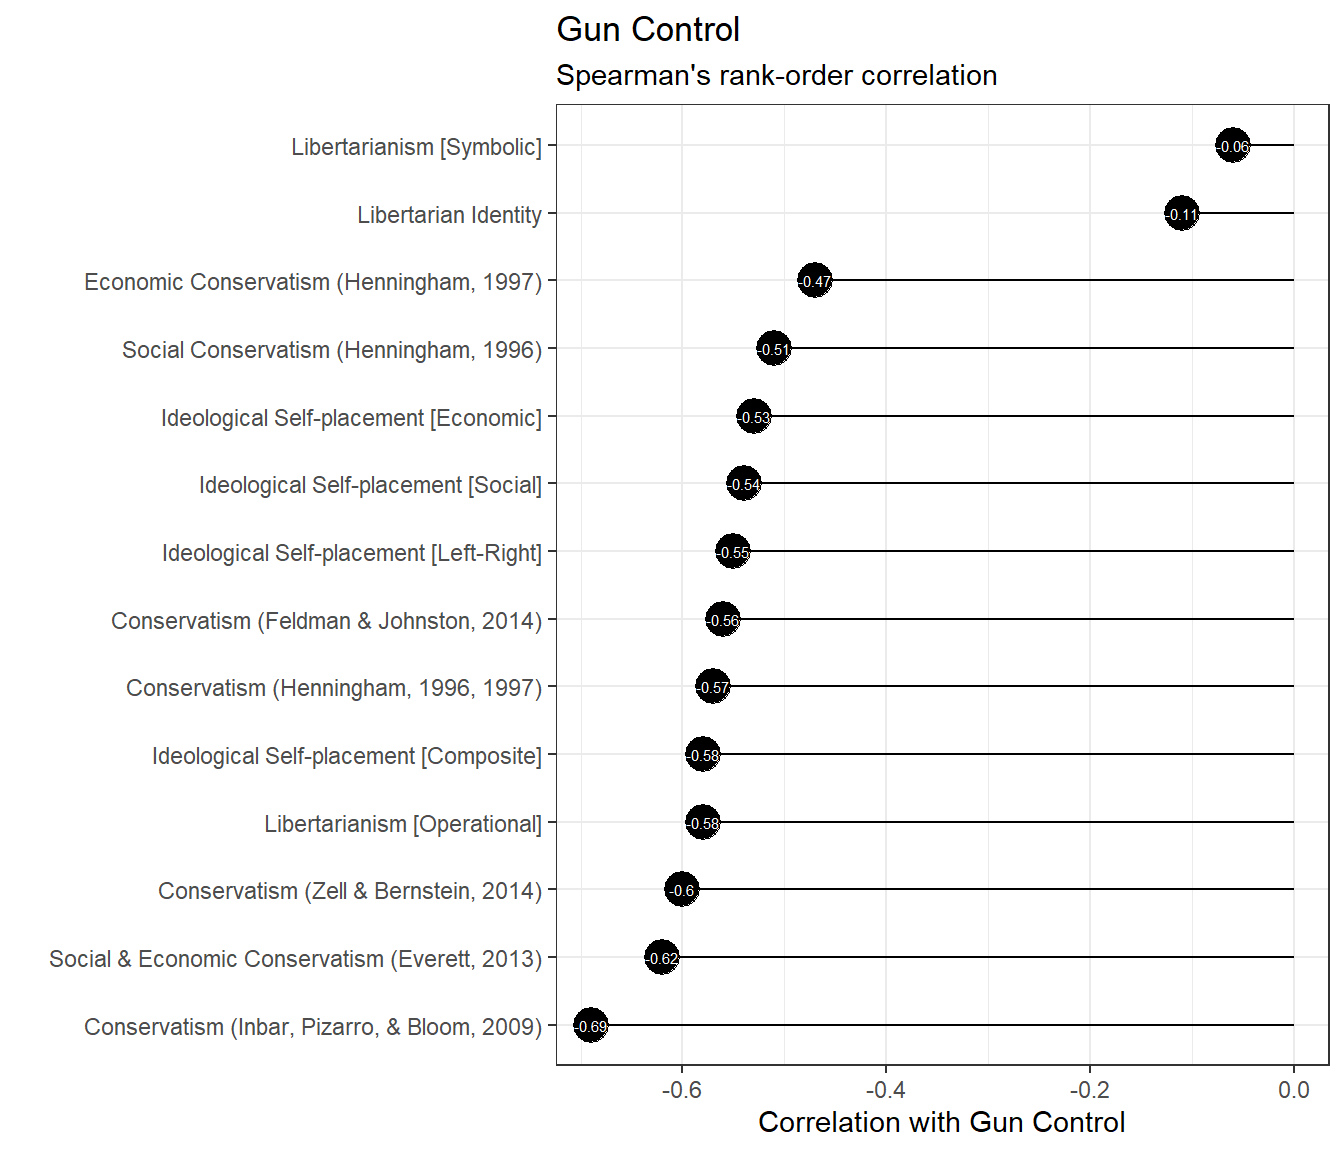 Gun Control
Spearman's rank-order correlation
Libertarianism [Symbolic] -0.06
Libertarian Identity -0.11
Economic Conservatism (Henningham, 1997) -0.47
Social Conservatism (Henningham, 1996) -0.51
Ideological Self-placement [Economic] -0.53
Ideological Self-placement [Social] -0.54
Ideological Self-placement [Left-Right] -0.55
Conservatism (Feldman & Johnston, 2014) -0.56
Conservatism (Henningham, 1996, 1997) -0.57
Ideological Self-placement [Composite] -0.58
Libertarianism [Operational] -0.58
Conservatism (Zell & Bernstein, 2014) -0.6
Social & Economic Conservatism (Everett, 2013) -0.62
Conservatism (Inbar, Pizarro, & Bloom, 2009) -0.69
-0.6 -0.4 -0.2 0.0
Correlation with Gun Control